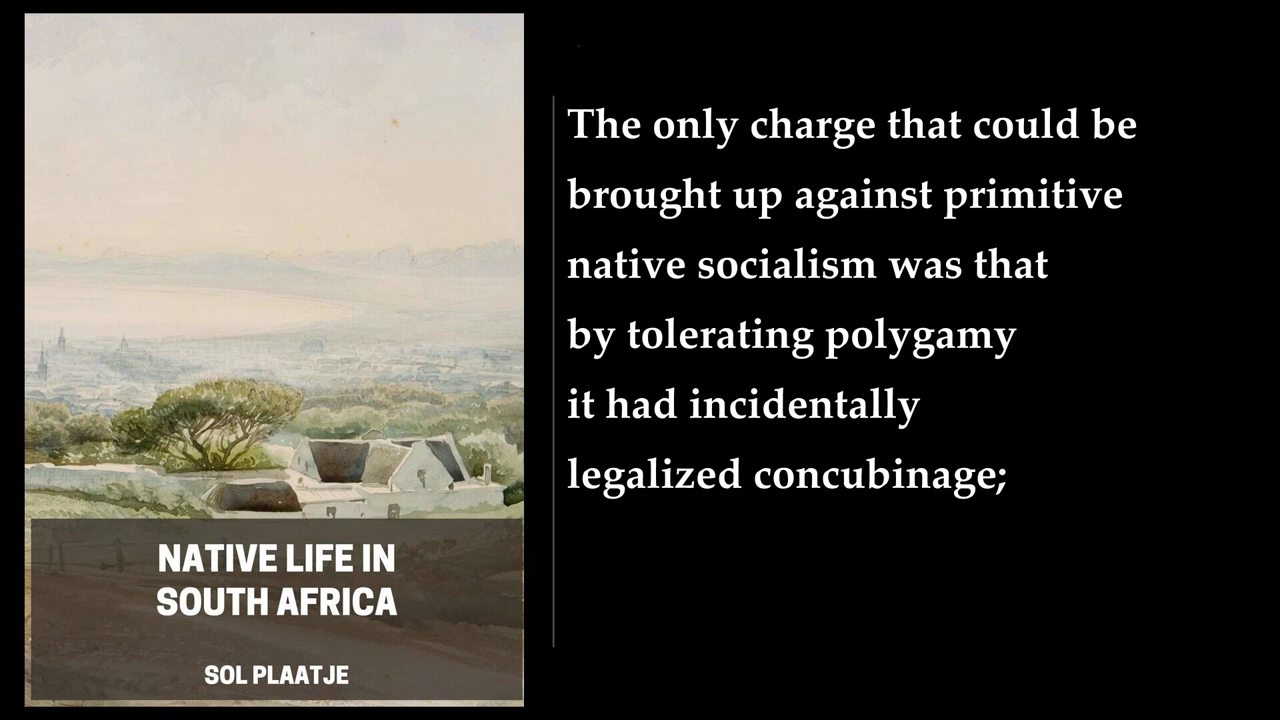 NATIVE LIFE IN
SOUTH AFRICA
SOL PLAATJE
The only charge that could be
brought up against primitive
native socialism was that
by tolerating polygamy
it had incidentally
legalized concubinage;